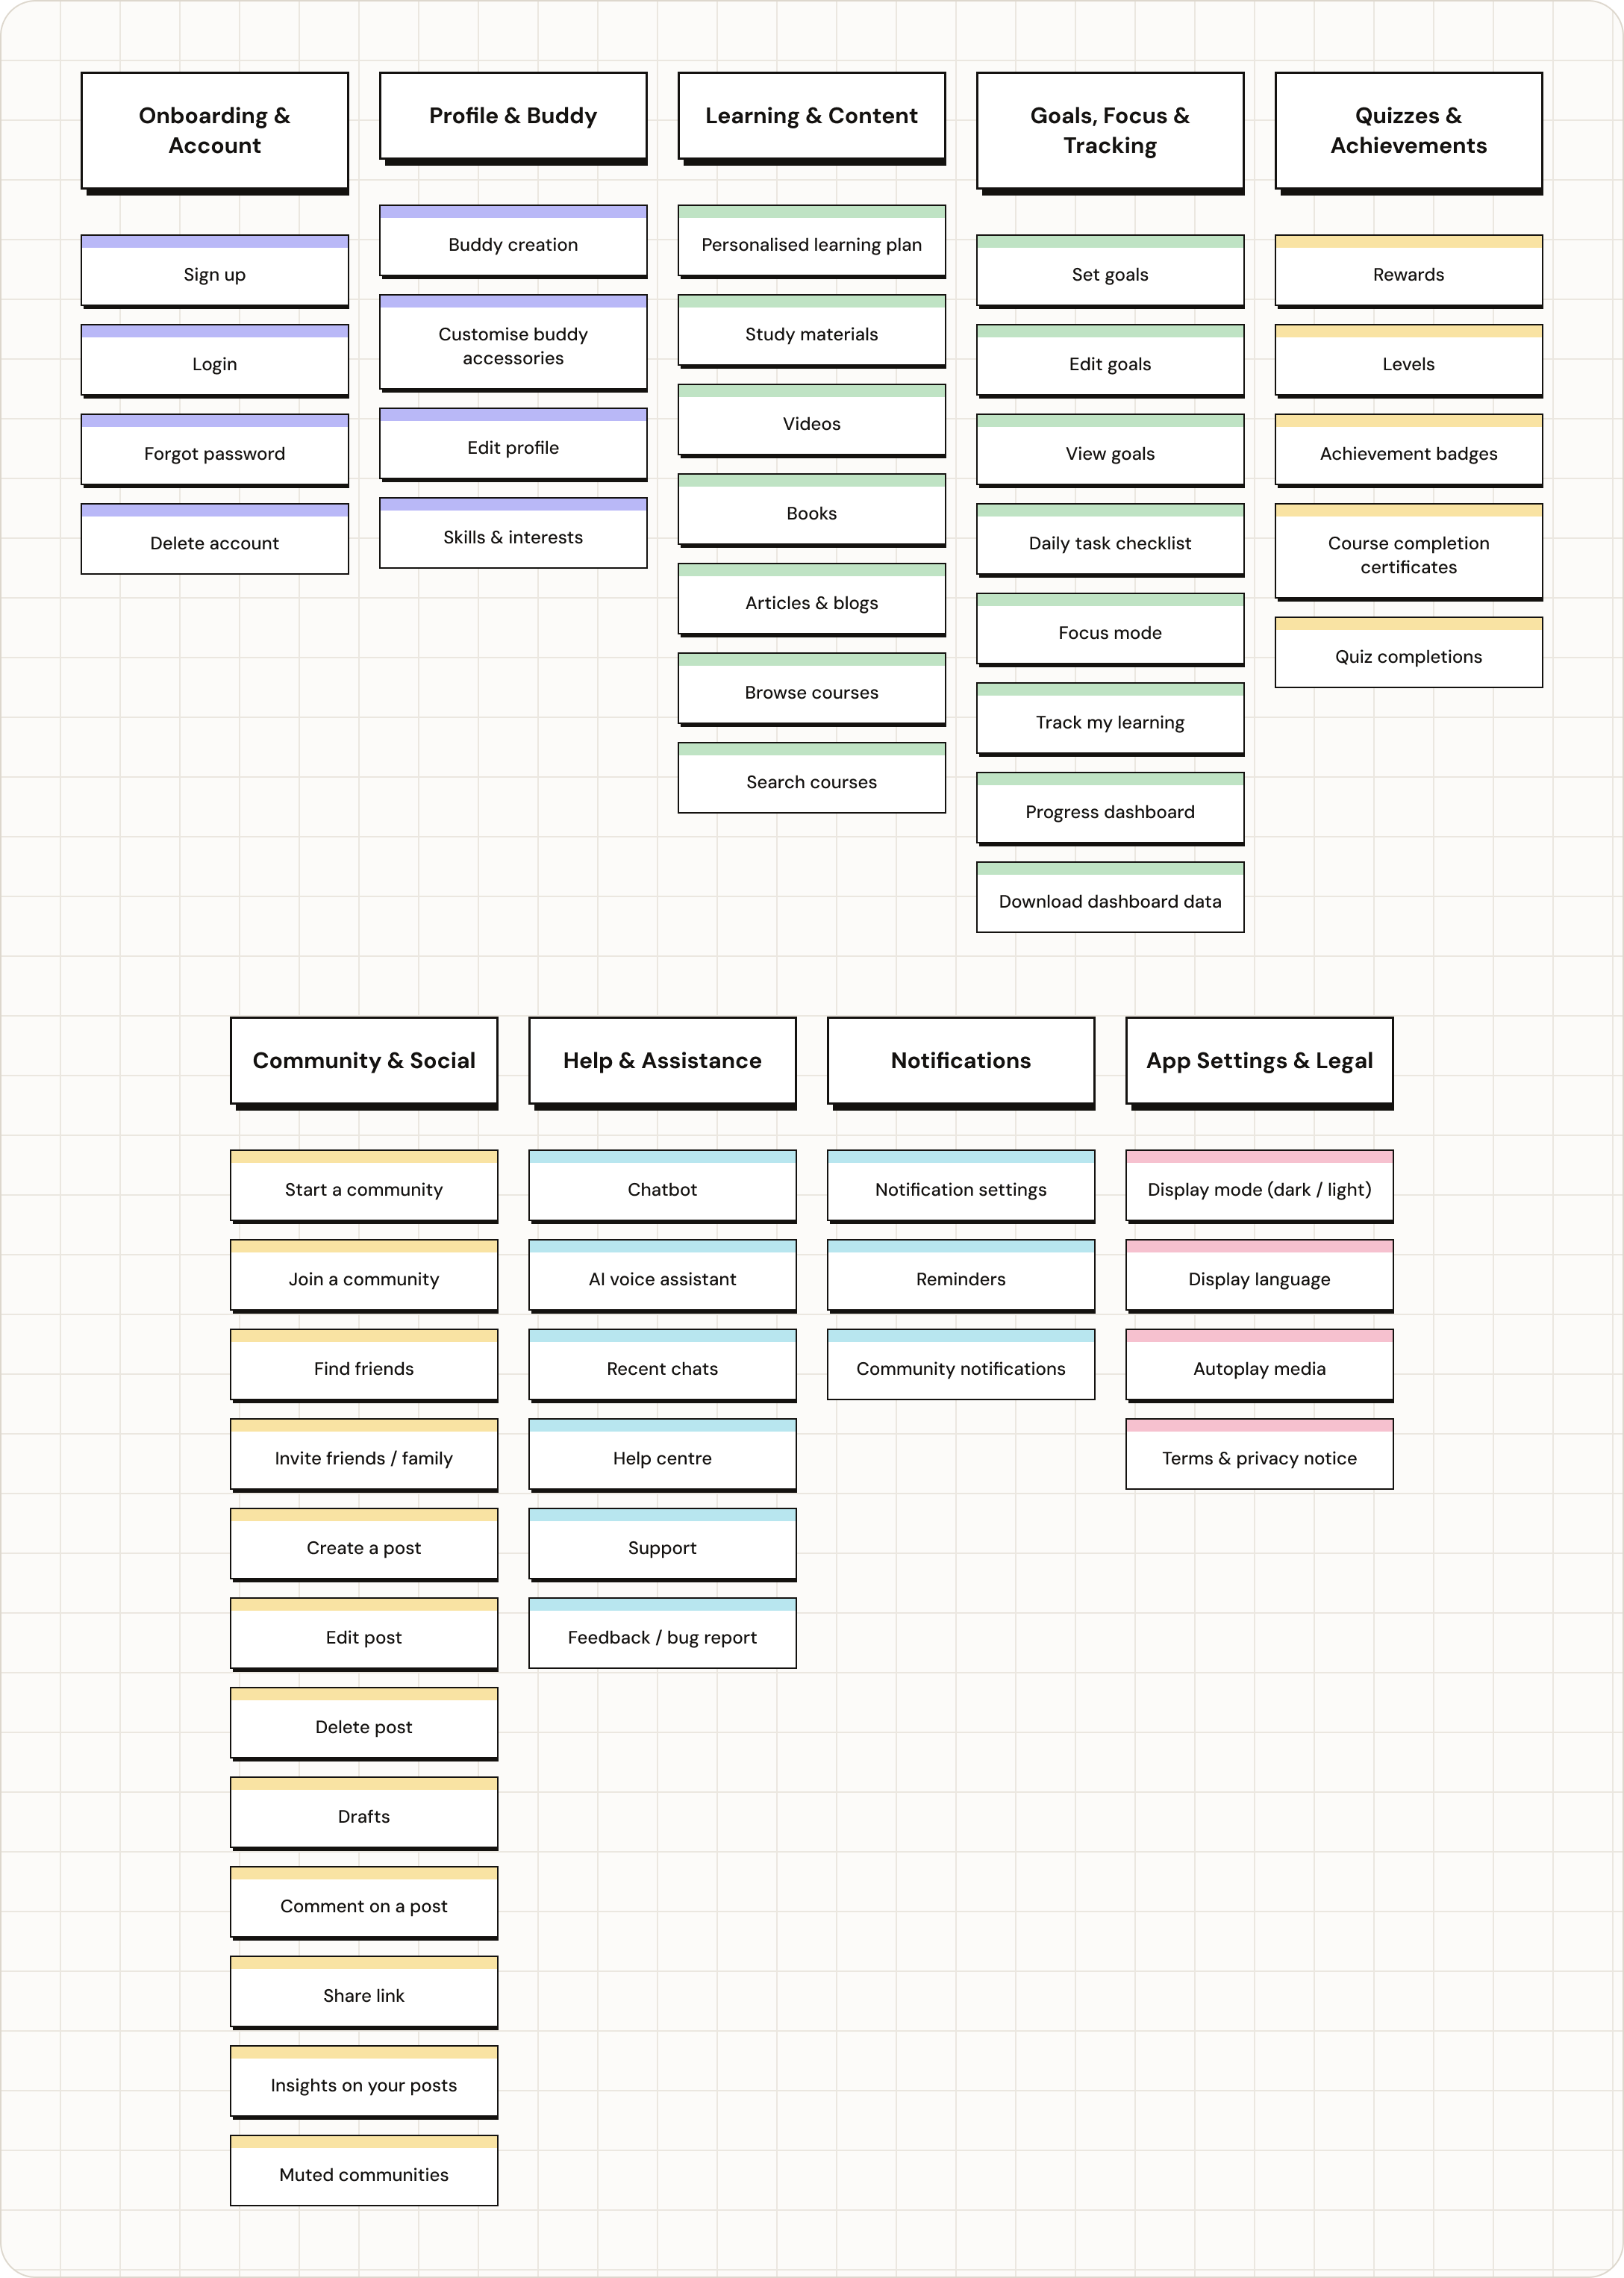 Onboarding &
Account
Sign up
Login
Forgot password
Delete account
Profile & Buddy
Buddy creation
Customise buddy
accessories
Edit profile
Skills & interests
Learning & Content
Personalised learning plan
Study materials
Videos
Books
Articles & blogs
Browse courses
Search courses
Goals, Focus &
Tracking
Set goals
Edit goals
View goals
Daily task checklist
Focus mode
Track my learning
Progress dashboard
Download dashboard data
Quizzes &
Achievements
Rewards
Levels
Achievement badges
Course completion
certificates
Quiz completions
Community & Social
Start a community
Join a community
Find friends
Invite friends / family
Create a post
Edit post
Delete post
Drafts
Comment on a post
Share link
Insights on your posts
Muted communities
Help & Assistance
Chatbot
AI voice assistant
Recent chats
Help centre
Support
Feedback / bug report
Notifications
Notification settings
Reminders
Community notifications
App Settings & Legal
Display mode (dark / light)
Display language
Autoplay media
Terms & privacy notice